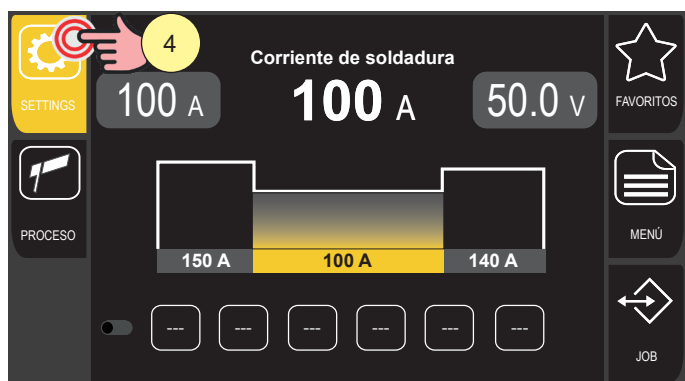 4
Corriente de soldadura
SETTINGS
100 A
100 A
50.0 V
FAVORITOS
PROCESO
MENÚ
150 A
100 A
140 A
---
---
---
---
---
---
JOB